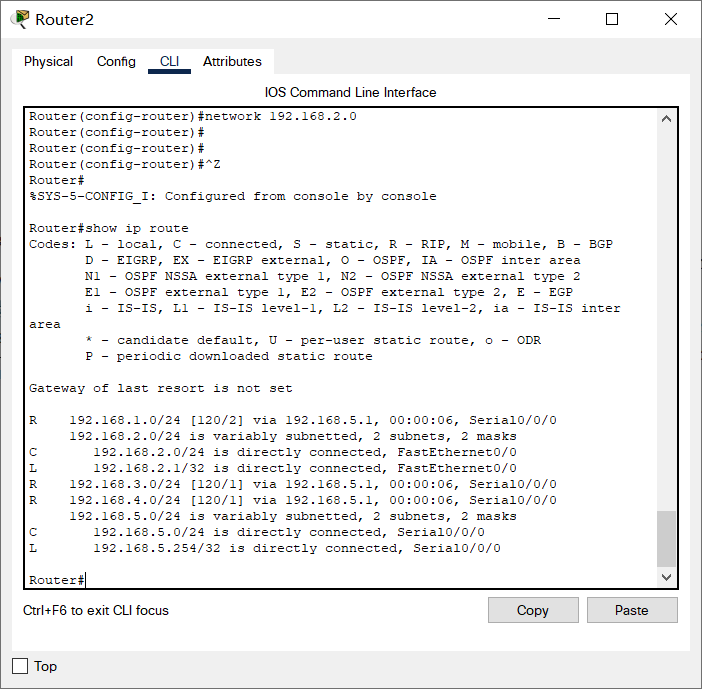 Router2
Physical Config CLI Attributes
IOS Command Line Interface
Router(config-router)#network 192.168.2.0
Router(config-router)#
Router(config-router)#
Router(config-router)#^Z
Router#
%SYS-5-CONFIG_I: Configured from console by console

Router#show ip route
Codes: L - local, C - connected, S - static, R - RIP, M - mobile, B - BGP
       D - EIGRP, EX - EIGRP external, O - OSPF, IA - OSPF inter area
       N1 - OSPF NSSA external type 1, N2 - OSPF NSSA external type 2
       E1 - OSPF external type 1, E2 - OSPF external type 2, E - EGP
       i - IS-IS, L1 - IS-IS level-1, L2 - IS-IS level-2, ia - IS-IS inter
area
       * - candidate default, U - per-user static route, o - ODR
       P - periodic downloaded static route

Gateway of last resort is not set

R    192.168.1.0/24 [120/2] via 192.168.5.1, 00:00:06, Serial0/0/0
     192.168.2.0/24 is variably subnetted, 2 subnets, 2 masks
C       192.168.2.0/24 is directly connected, FastEthernet0/0
L       192.168.2.1/32 is directly connected, FastEthernet0/0
R    192.168.3.0/24 [120/1] via 192.168.5.1, 00:00:06, Serial0/0/0
R    192.168.4.0/24 [120/1] via 192.168.5.1, 00:00:06, Serial0/0/0
     192.168.5.0/24 is variably subnetted, 2 subnets, 2 masks
C       192.168.5.0/24 is directly connected, Serial0/0/0
L       192.168.5.254/32 is directly connected, Serial0/0/0

Router#
Ctrl+F6 to exit CLI focus
Copy Paste
Top